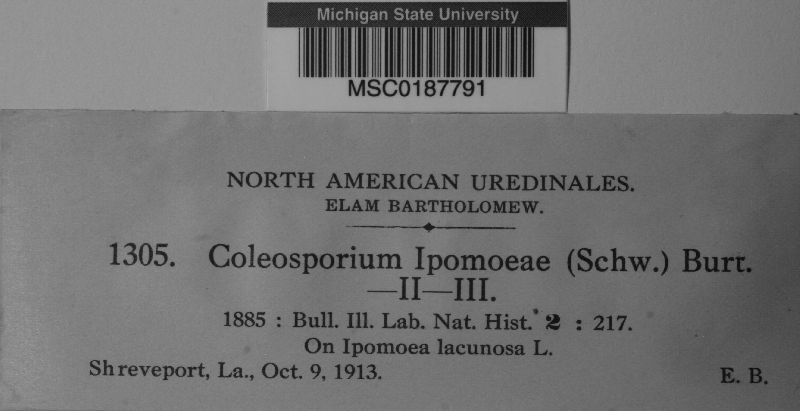 Michigan State University
MSC0187791
NORTH AMERICAN UREDINALES.
ELAM BARTHOLOMEW.
1305. Coleosporium Ipomoeae (Schw.) Burr.
—II—III.
1885 : Bull. Ill. Lab. Nat. Hist. 2 : 217.
On Ipomoea lacunosa L.
Shreveport, La., Oct. 9, 1913. E. B.